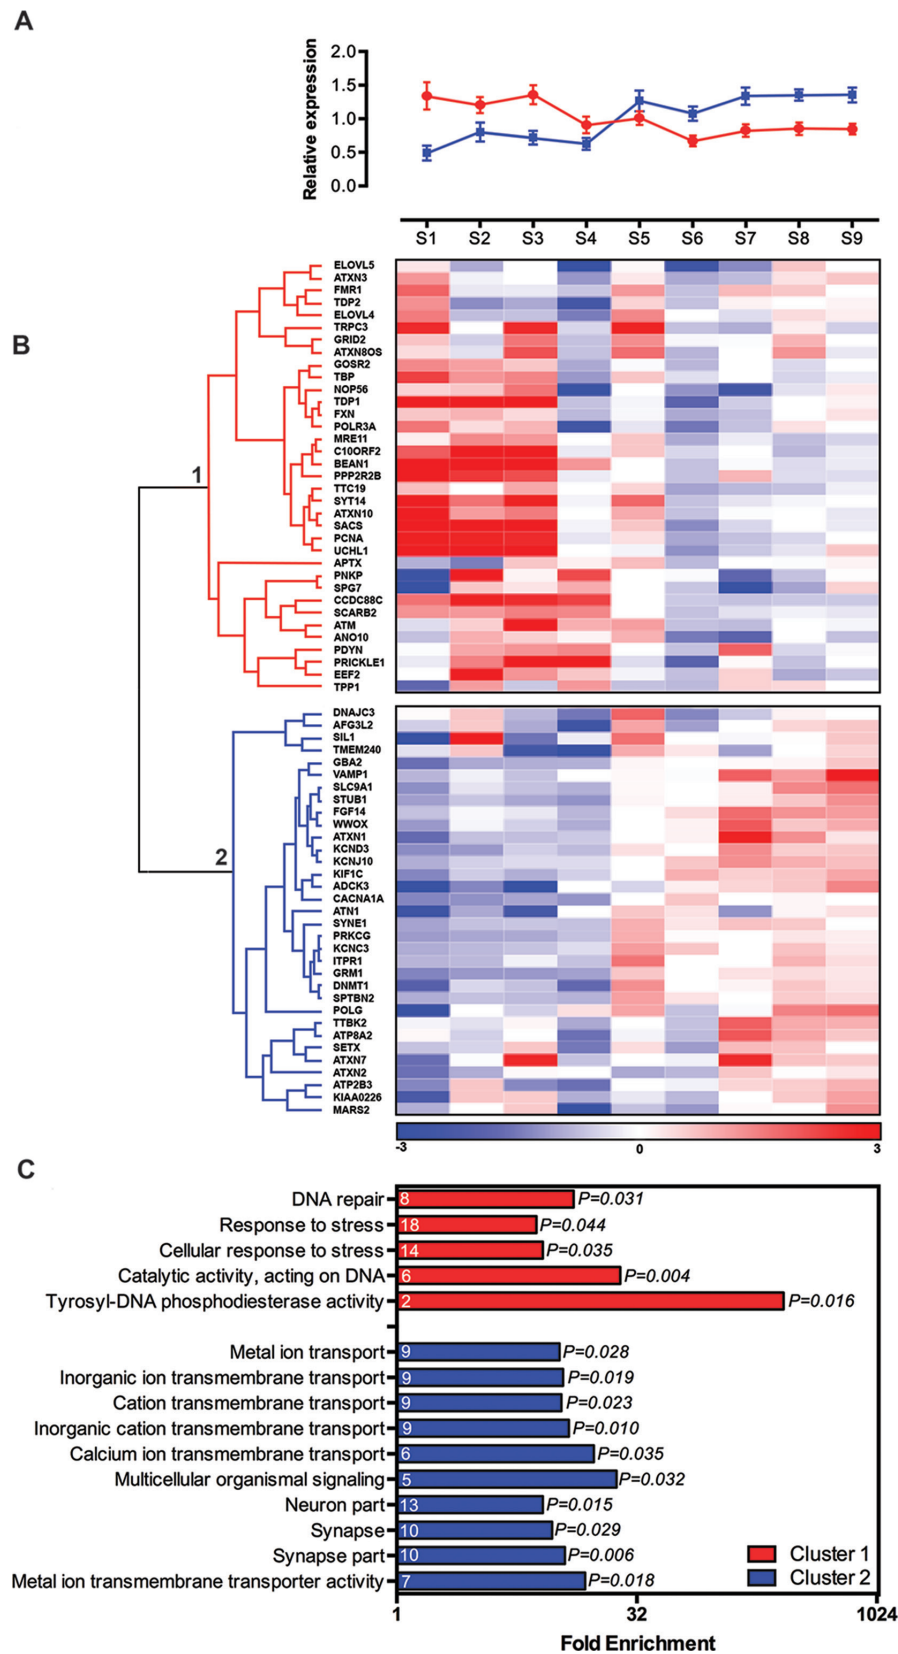 A
Relative expression
2.0
1.5
1.0
0.5
0.0
S1 S2 S3 S4 S5 S6 S7 S8 S9
B
1
ELOVL5
ATXN3
FMR1
TDP2
ELOVL4
TRPC3
GRID2
ATXN8OS
GOSR2
TBP
NOP56
TDP1
FXN
POLR3A
MRE11
C10ORF2
BEAN1
PPP2R2B
TTC19
SYT14
ATXN10
SACS
PCNA
UCHL1
APTX
PNKP
SPG7
CCDC88C
SCARB2
ATM
ANO10
PDYN
PRICKLE1
EEF2
TPP1
2
DNAJC3
AFG3L2
SIL1
TMEM240
GBA2
VAMP1
SLC9A1
STUB1
FGF14
WWOX
ATXN1
KCND3
KCNJ10
KIF1C
ADCK3
CACNA1A
ATN1
SYNE1
PRKCG
KCNC3
ITPR1
GRM1
DNMT1
SPTBN2
POLG
TTBK2
ATP8A2
SETX
ATXN7
ATXN2
ATP2B3
KIAA0226
MARS2
-3 0 3
C
DNA repair 8 P=0.031
Response to stress 18 P=0.044
Cellular response to stress 14 P=0.035
Catalytic activity, acting on DNA 6 P=0.004
Tyrosyl-DNA phosphodiesterase activity 2 P=0.016
Metal ion transport 9 P=0.028
Inorganic ion transmembrane transport 9 P=0.019
Cation transmembrane transport 9 P=0.023
Inorganic cation transmembrane transport 9 P=0.010
Calcium ion transmembrane transport 6 P=0.035
Multicellular organismal signaling 5 P=0.032
Neuron part 13 P=0.015
Synapse 10 P=0.029
Synapse part 10 P=0.006
Metal ion transmembrane transporter activity 7 P=0.018
Cluster 1
Cluster 2
1 32 1024
Fold Enrichment